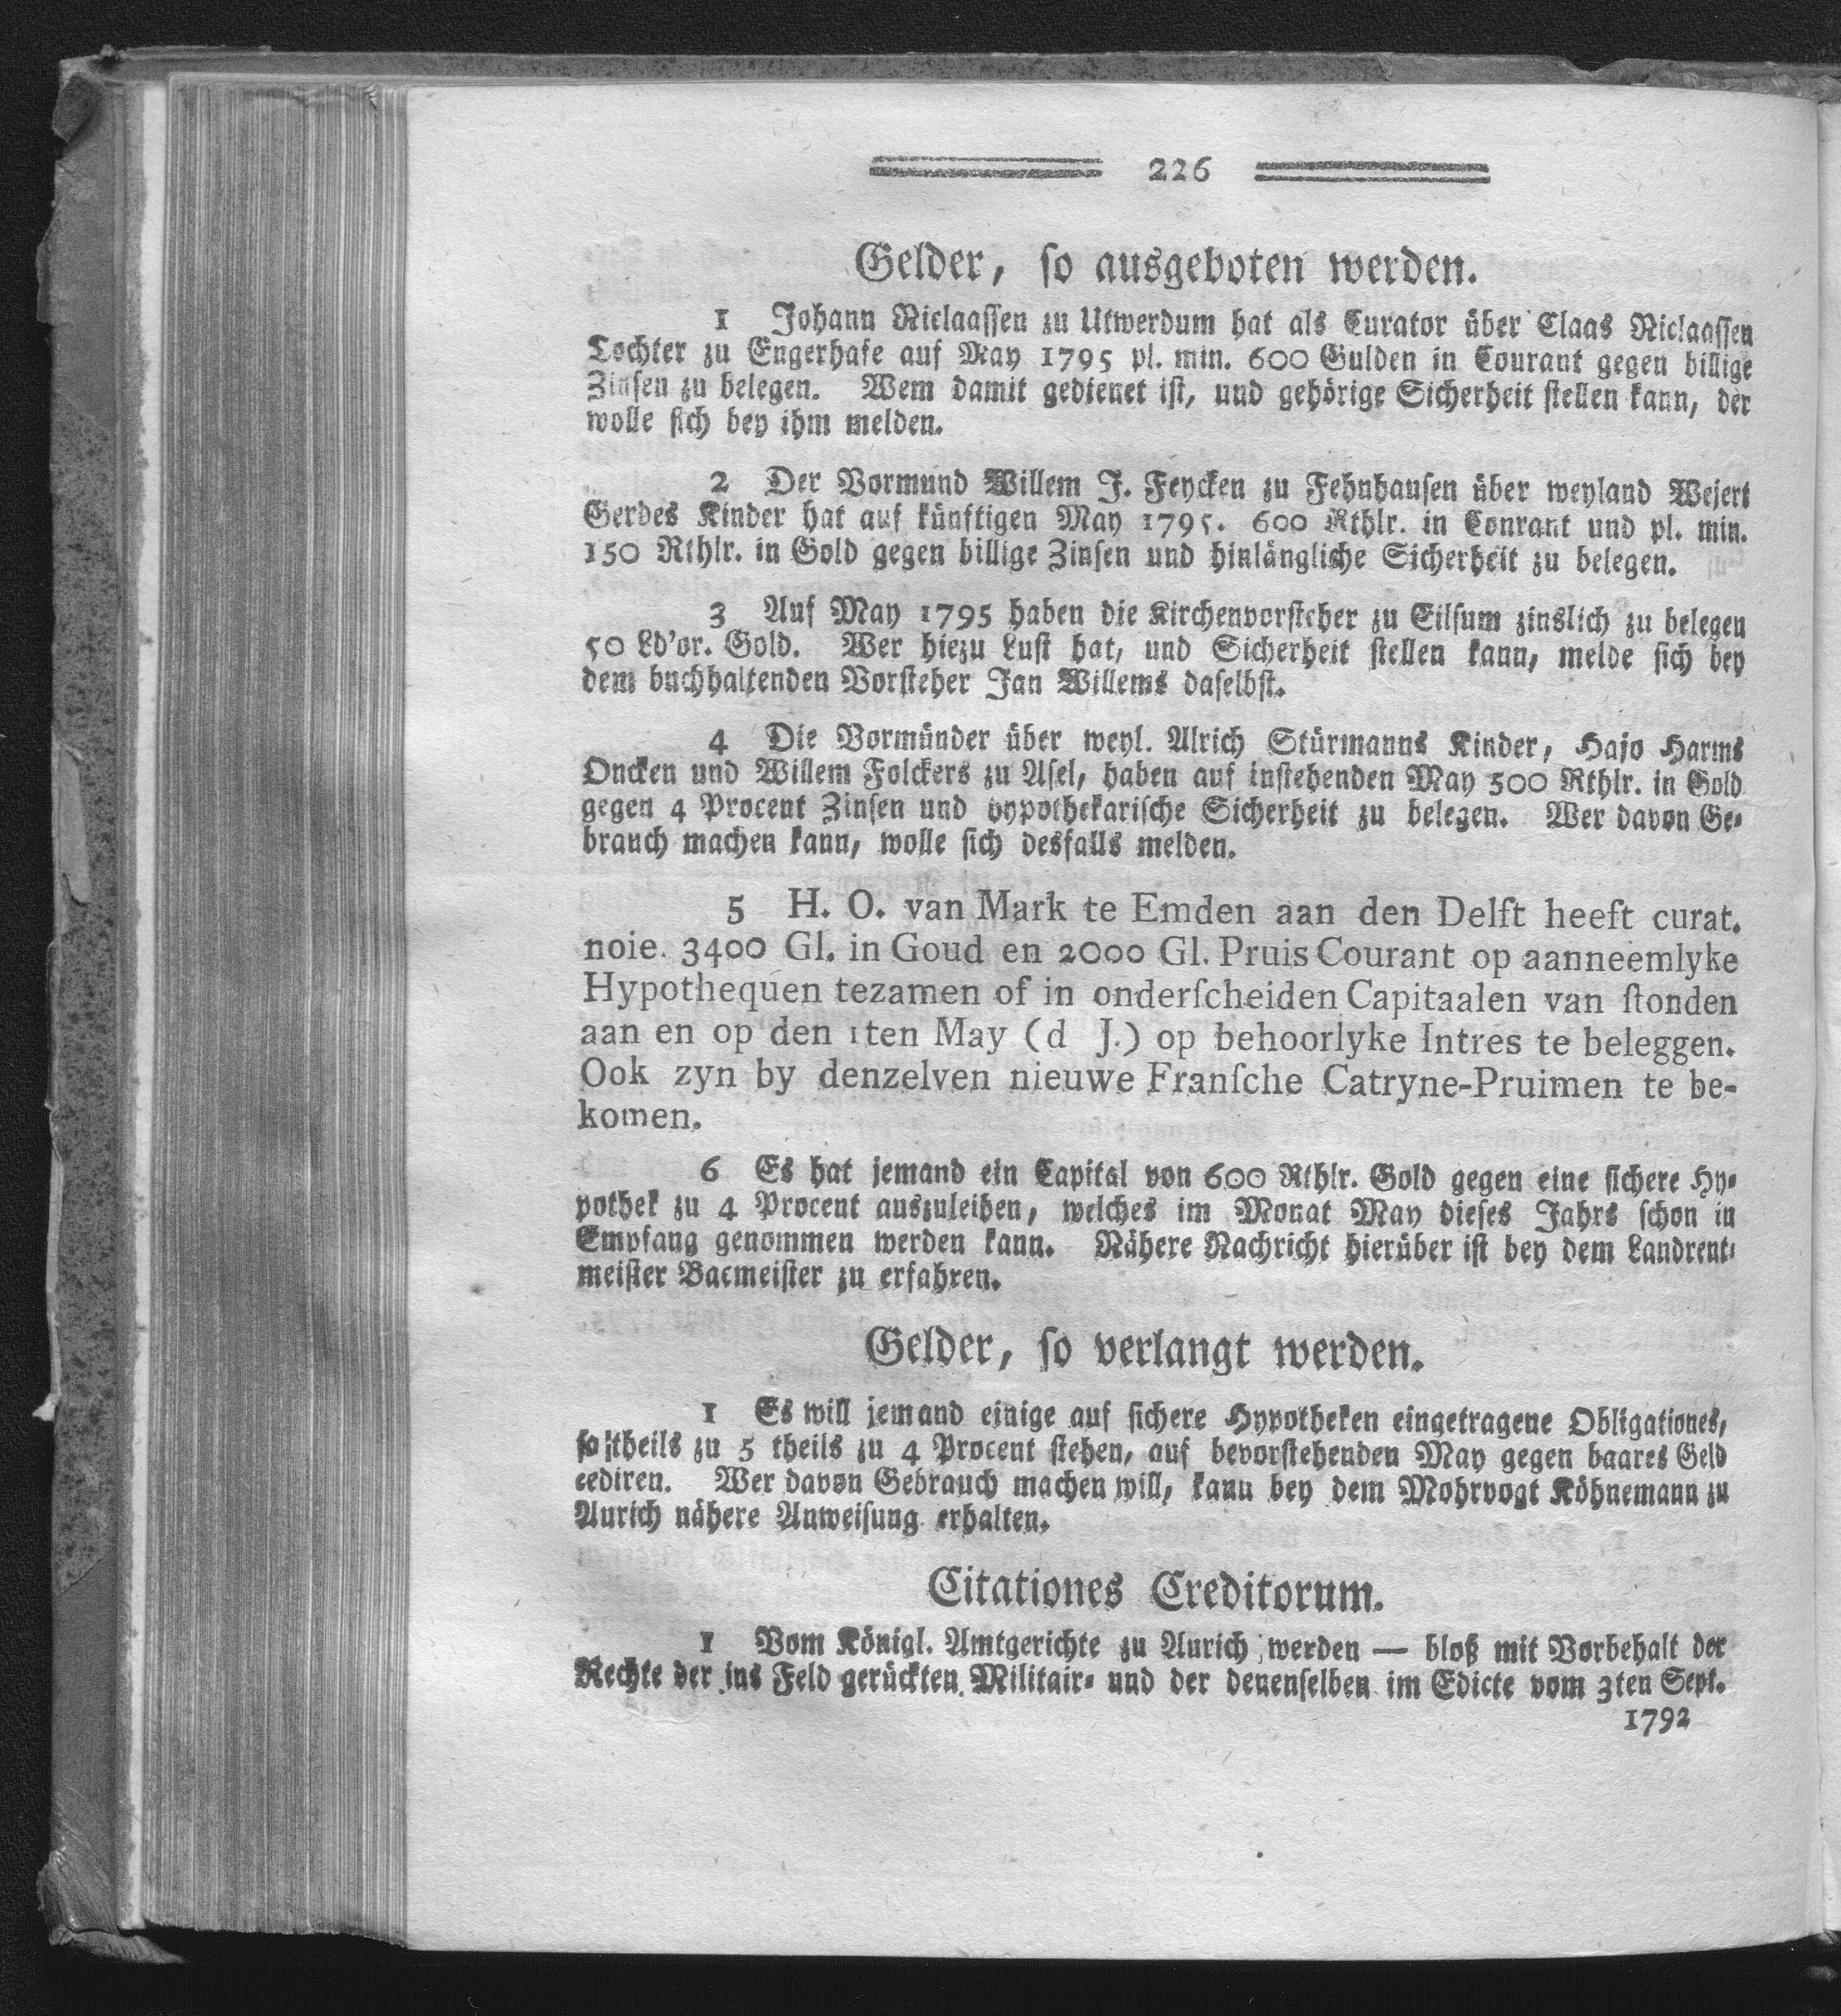 226
Gelder, ſo ausgeboten werden.
1 Johann Niclaaſſen zu Utwerdum hat als Curator über Claas Niclaaſſen
Tochter zu Engerhafe auf May 1795 pl. min. 600 Gulden in Courant gegen billige
Zinſen zu belegen. Wem damit gedienet iſt, und gehörige Sicherheit ſtellen kann, der
wolle ſich bey ihm melden.
2 Der Vormund Willem J. Feycken zu Fehnhauſen über weyland Wejert
Gerdes Kinder hat auf künftigen May 1795. 600 Rthlr. in Conrant und pl. min.
150 Rthlr. in Gold gegen billige Zinſen und hinlängliche Sicherheit zu belegen.
3 Auf May 1795 haben die Kirchenvorſteher zu Eilſum zinslich zu belegen
50 Ld'or. Gold. Wer hiezu Luſt hat, und Sicherheit ſtellen kann, melde ſich bey
dem buchhaltenden Vorſteher Jan Willems daſelbſt.
4 Die Vormünder über weyl. Alrich Stürmanns Kinder, Hajo Harms
Oncken und Willem Folckers zu Aſel, haben auf inſtehenden May 500 Rthlr. in Gold
gegen 4 Procent Zinſen und hypothekariſche Sicherheit zu belegen. Wer davon Ge-
brauch machen kann, wolle ſich desfalls melden.
5 H. O. van Mark te Emden aan den Delft heeft curat.
noie. 3400 Gl. in Goud en 2000 Gl. Pruis Courant op aanneemlyke
Hypothequen tezamen of in onderſcheiden Capitaalen van ſtonden
aan en op den 1ten May (d J.) op behoorlyke Intres te beleggen.
Ook zyn by denzelven nieuwe Franſche Catryne-Pruimen te be-
komen.
6 Es hat jemand ein Capital von 600 Rthlr. Gold gegen eine ſichere Hy-
pothek zu 4 Procent auszuleihen, welches im Monat May dieſes Jahrs ſchon in
Empfang genommen werden kann. Nähere Nachricht hierüber iſt bey dem Landrent-
meiſter Bacmeiſter zu erfahren.
Gelder, ſo verlangt werden.
1 Es will jemand einige auf ſichere Hypotheken eingetragene Obligationes,
ſo theils zu 5 theils zu 4 Procent ſtehen, auf bevorſtehenden May gegen baares Geld
cediren. Wer davon Gebrauch machen will, kann bey dem Mohrvogt Köhnemann zu
Aurich nähere Anweiſung erhalten.
Citationes Creditorum.
1 Vom Königl. Amtgerichte zu Aurich werden — bloß mit Vorbehalt der
Rechte der ins Feld gerückten Militair- und der denenſelben im Edicte vom 3ten Sept.
1792